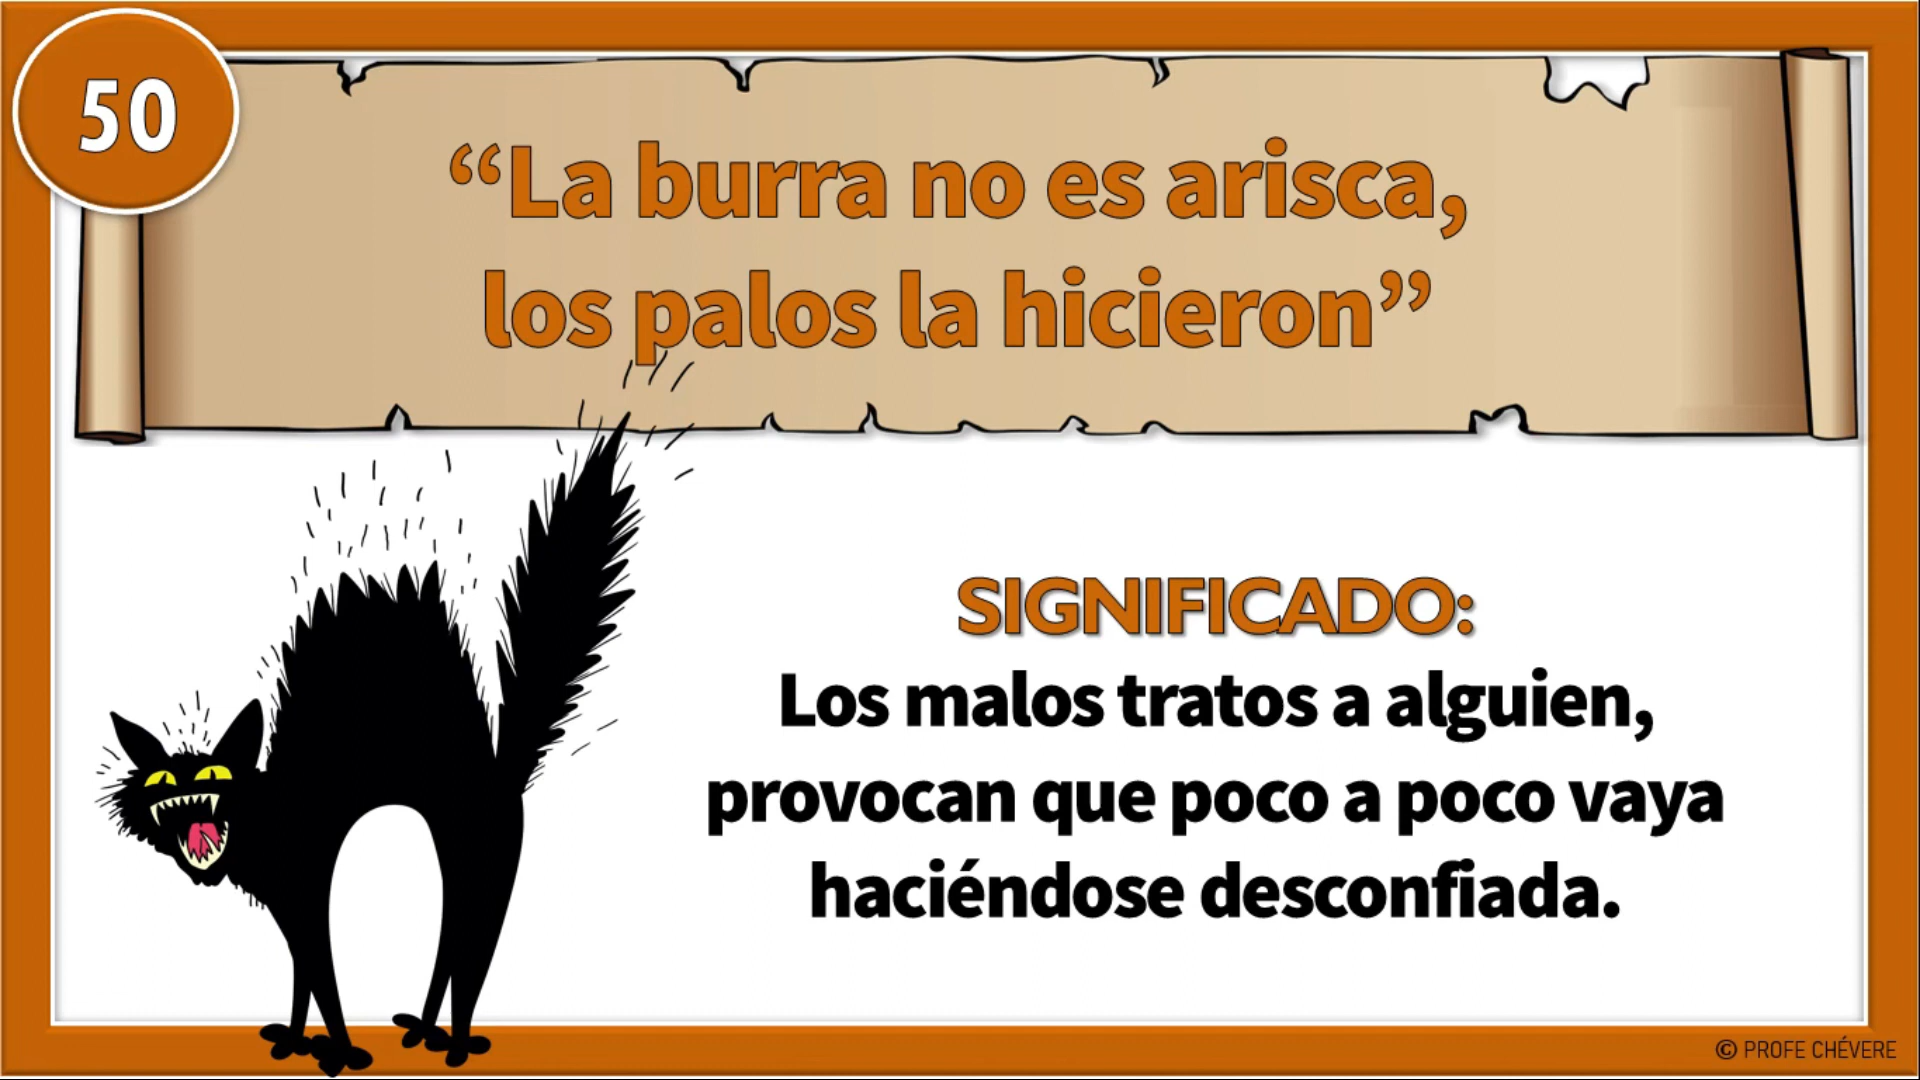 50
“La burra no es arisca,
los palos la hicieron”
SIGNIFICADO:
Los malos tratos a alguien,
provocan que poco a poco vaya
haciéndose desconfiada.
© PROFE CHÉVERE